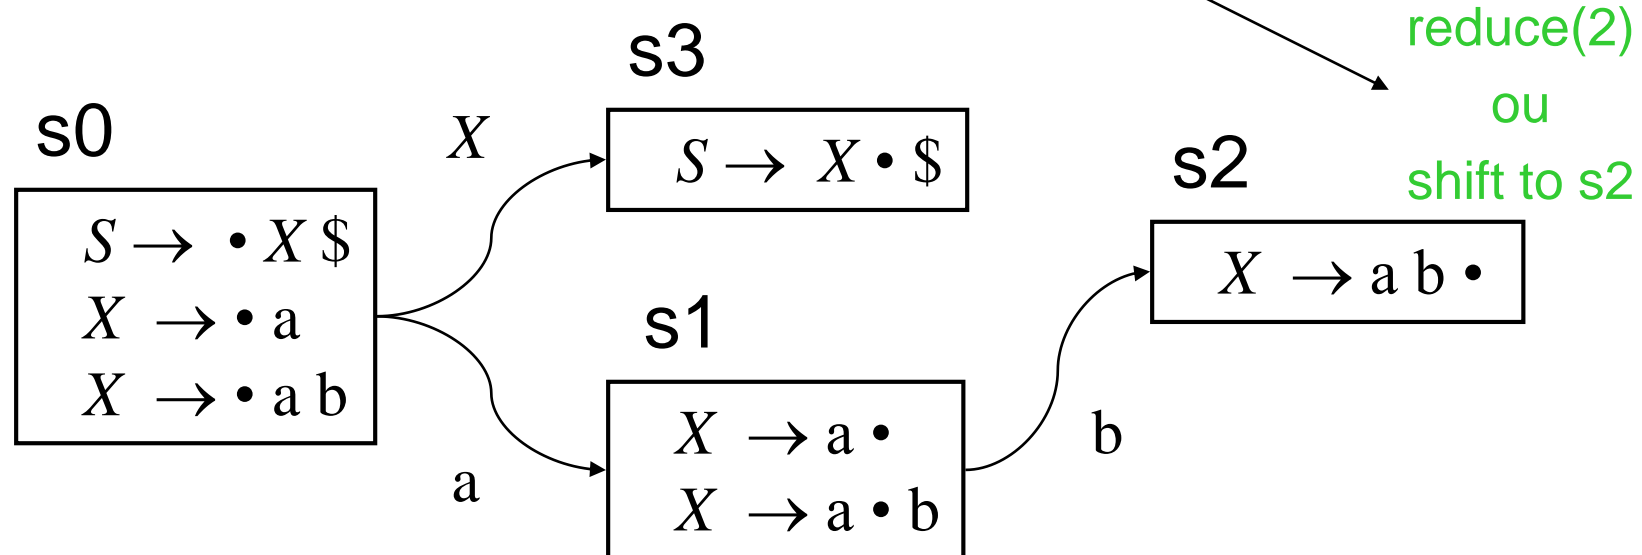 reduce(2)
ou
shift to s2
s3
S → X • $
s0
X
S → • X $
X → • a
X → • a b
a
s1
X → a •
X → a • b
b
s2
X → a b •